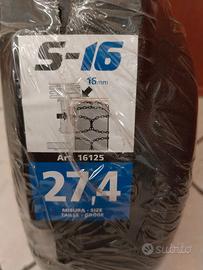 S-16
16mm
Art. 16125
27,4
MISURA - SIZE
TAILLE - GRÖßE
subito